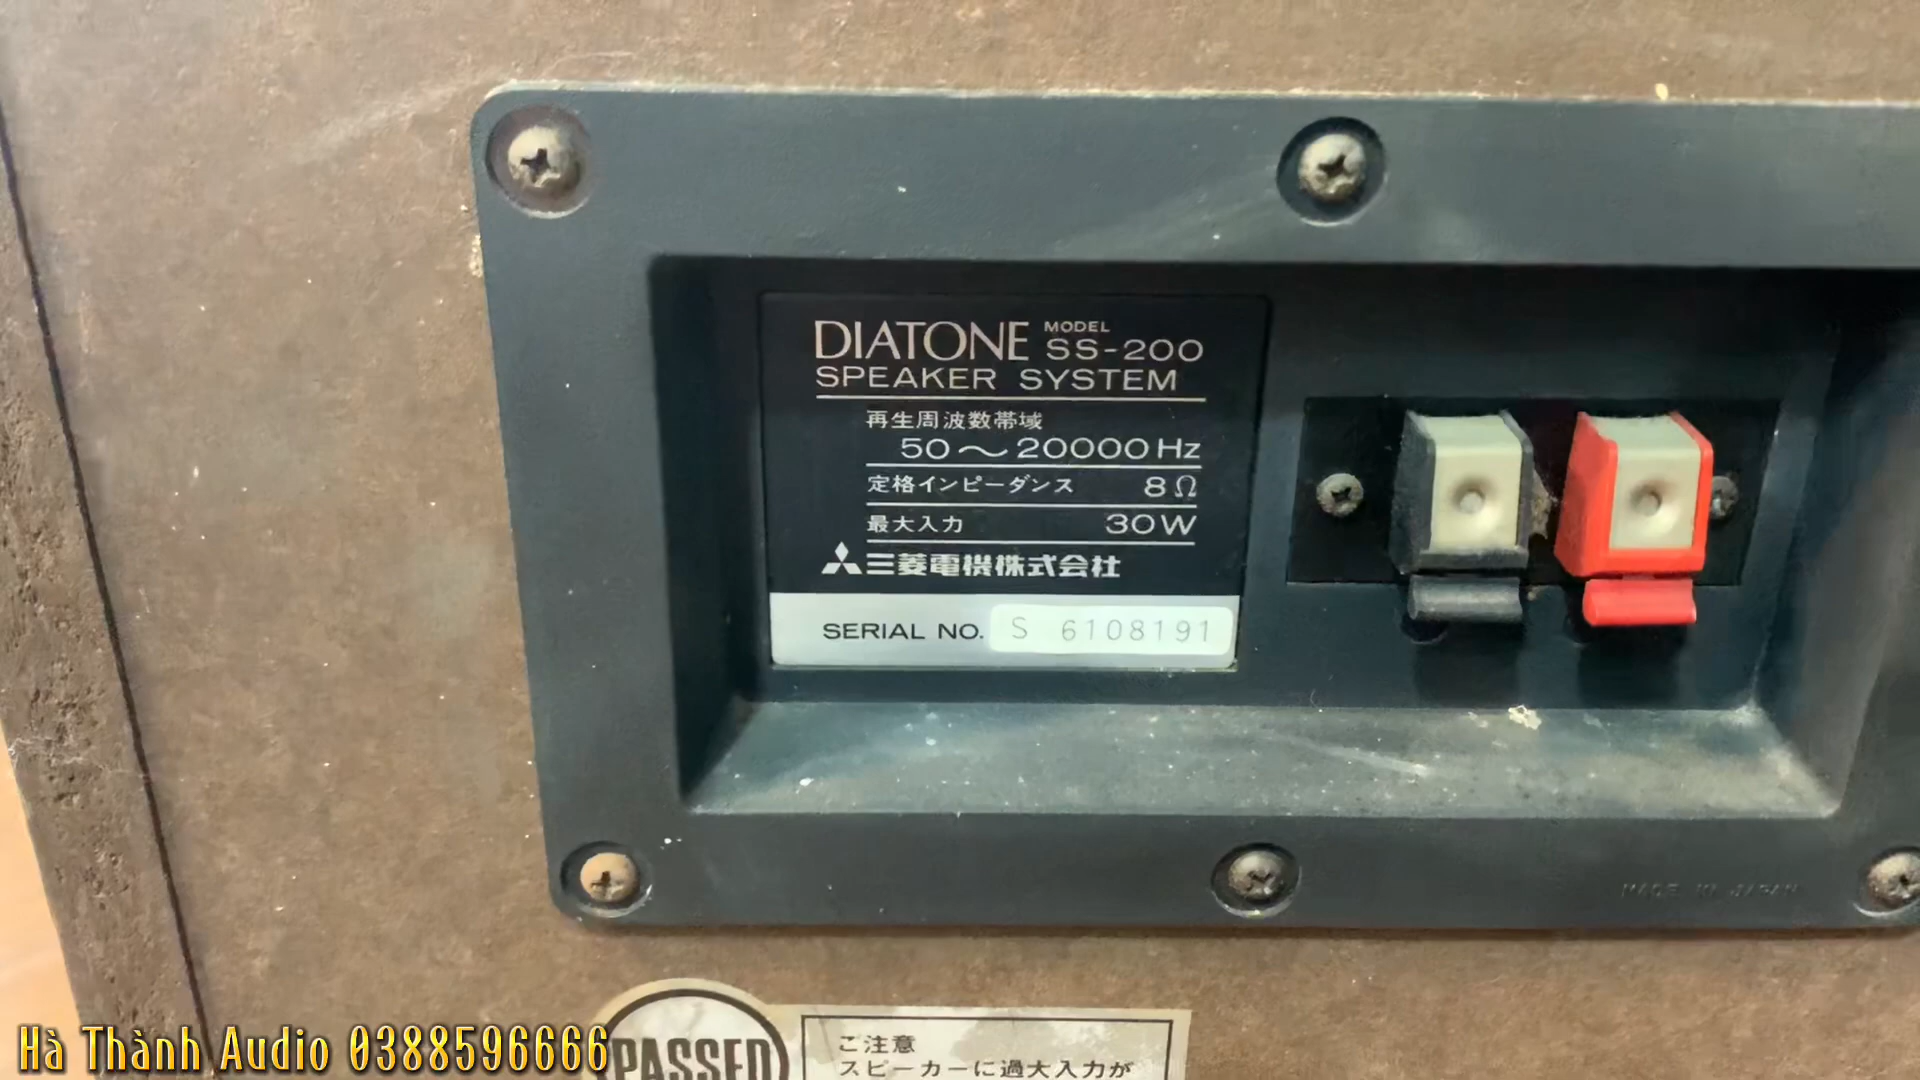 DIATONE MODEL SS-200
SPEAKER SYSTEM
再生周波数帯域
50～20000Hz
定格インピーダンス 8Ω
最大入力 30W
三菱電機株式会社
SERIAL NO. S 6108191
MADE IN JAPAN
PASSED
ご注意
スピーカーに過大入力が
Hà Thành Audio 0388596666